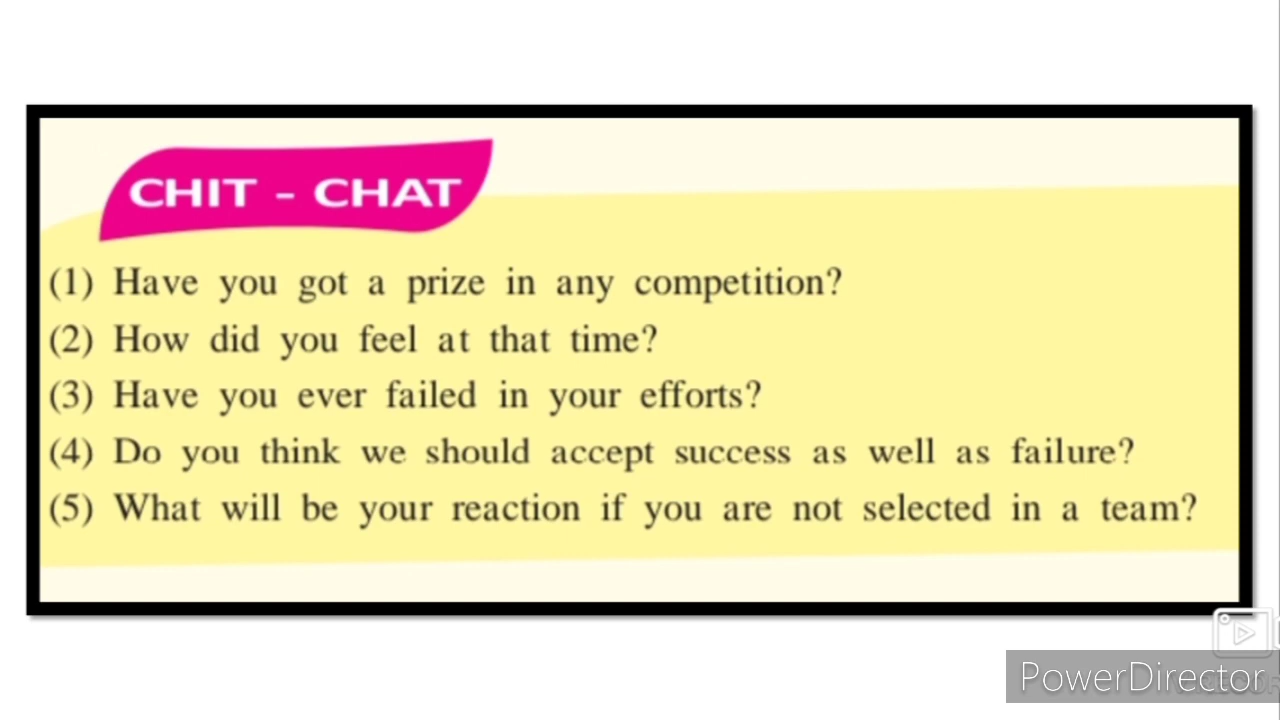 CHIT - CHAT
(1) Have you got a prize in any competition?
(2) How did you feel at that time?
(3) Have you ever failed in your efforts?
(4) Do you think we should accept success as well as failure?
(5) What will be your reaction if you are not selected in a team?
PowerDirector